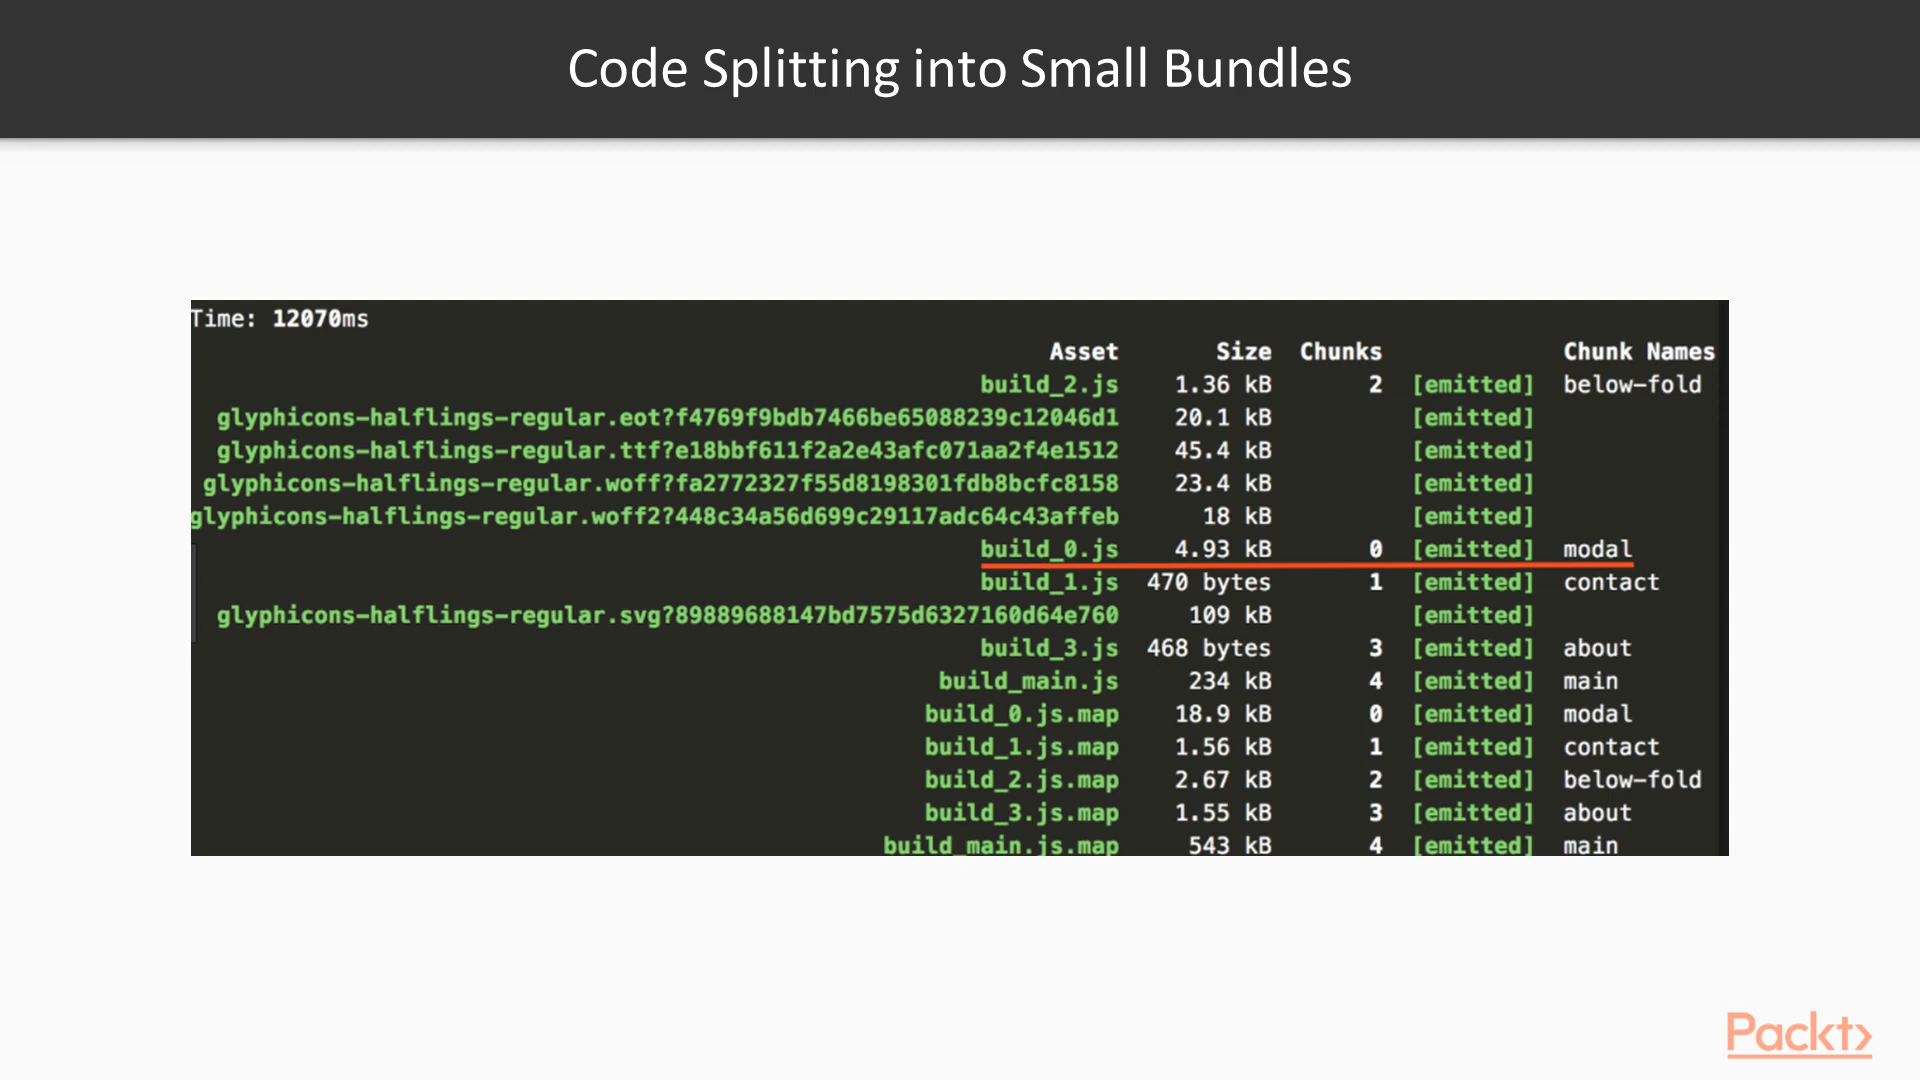 Code Splitting into Small Bundles
Time: 12070ms
Asset Size Chunks Chunk Names
build_2.js 1.36 kB 2 [emitted] below-fold
glyphicons-halflings-regular.eot?f4769f9bdb7466be65088239c12046d1 20.1 kB [emitted]
glyphicons-halflings-regular.ttf?e18bbf611f2a2e43afc071aa2f4e1512 45.4 kB [emitted]
glyphicons-halflings-regular.woff?fa2772327f55d8198301fdb8bcfc8158 23.4 kB [emitted]
glyphicons-halflings-regular.woff2?448c34a56d699c29117adc64c43affeb 18 kB [emitted]
build_0.js 4.93 kB 0 [emitted] modal
build_1.js 470 bytes 1 [emitted] contact
glyphicons-halflings-regular.svg?89889688147bd7575d6327160d64e760 109 kB [emitted]
build_3.js 468 bytes 3 [emitted] about
build_main.js 234 kB 4 [emitted] main
build_0.js.map 18.9 kB 0 [emitted] modal
build_1.js.map 1.56 kB 1 [emitted] contact
build_2.js.map 2.67 kB 2 [emitted] below-fold
build_3.js.map 1.55 kB 3 [emitted] about
build_main.js.map 543 kB 4 [emitted] main
Packt>